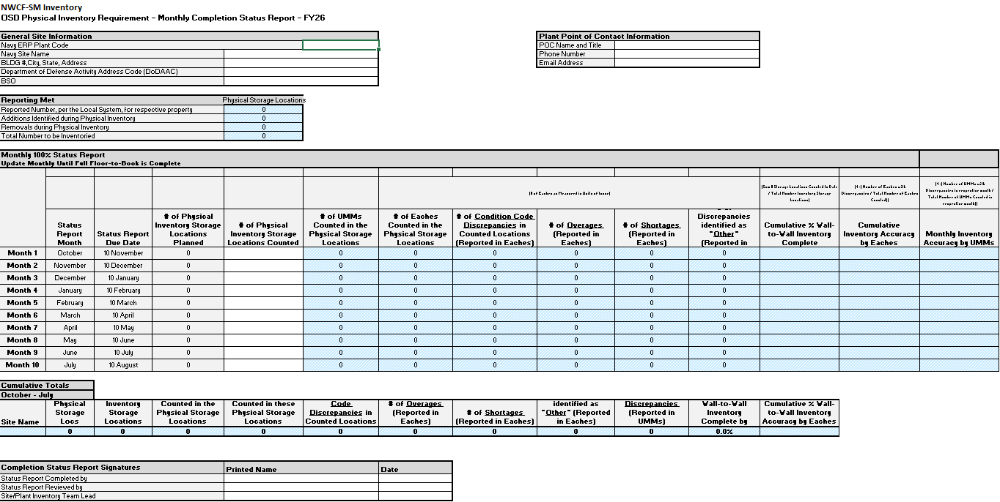 NWCF-SM Inventory
OSD Physical Inventory Requirement - Monthly Completion Status Report - FY26
General Site Information
Navy ERP Plant Code
Navy Site Name
BLDG #,City, State, Address
Department of Defense Activity Address Code (DoDAAC)
BSO
Plant Point of Contact Information
POC Name and Title
Phone Number
Email Address
Reporting Met Physical Storage Locations
Reported Number, per the Local System, for respective property 0
Additions Identified during Physical Inventory 0
Removals during Physical Inventory 0
Total Number to be Inventoried 0
Monthly 100% Status Report
Update Monthly Until Full Floor-to-Book is Complete
(# of Eaches as Measured in Units of Issue)
(Sum # Storage Locations Counted to Date
/ Total Number Inventory Storage
Locations)
(1-( Number of Eaches with
Discrepancies / Total Number of Eaches
Counted))
(1-( Number of UMMs with
Discrepancies in respective month /
Total Number of UMMs Counted in
respective month))
Status
Report
Month
Status Report
Due Date
# of Physical
Inventory Storage
Locations
Planned
# of Physical
Inventory Storage
Locations Counted
# of UMMs
Counted in the
Physical Storage
Locations
# of Eaches
Counted in the
Physical Storage
Locations
# of Condition Code
Discrepancies in
Counted Locations
(Reported in Eaches)
# of Overages
(Reported in
Eaches)
# of Shortages
(Reported in
Eaches)
Discrepancies
identified as
"Other"
(Reported in
Cumulative % Wall-
to-Wall Inventory
Complete
Cumulative
Inventory Accuracy
by Eaches
Monthly Inventory
Accuracy by UMMs
Month 1 October 10 November 0 0 0 0 0 0 0
Month 2 November 10 December 0 0 0 0 0 0 0
Month 3 December 10 January 0 0 0 0 0 0 0
Month 4 January 10 February 0 0 0 0 0 0 0
Month 5 February 10 March 0 0 0 0 0 0 0
Month 6 March 10 April 0 0 0 0 0 0 0
Month 7 April 10 May 0 0 0 0 0 0 0
Month 8 May 10 June 0 0 0 0 0 0 0
Month 9 June 10 July 0 0 0 0 0 0 0
Month 10 July 10 August 0 0 0 0 0 0 0
Cumulative Totals
October - July
Site Name
Physical
Storage
Locs
Inventory
Storage
Locations
Counted in the
Physical Storage
Locations
Counted in these
Physical Storage
Locations
Code
Discrepancies in
Counted Locations
# of Overages
(Reported in
Eaches)
# of Shortages
(Reported in Eaches)
identified as
"Other" (Reported
in Eaches)
Discrepancies
(Reported in
UMMs)
Wall-to-Wall
Inventory
Complete by
Cumulative % Wall-
to-Wall Inventory
Accuracy by Eaches
0 0 0 0 0 0 0 0 0 0.0%
Completion Status Report Signatures Printed Name Date
Status Report Completed by
Status Report Reviewed by
Site/Plant Inventory Team Lead